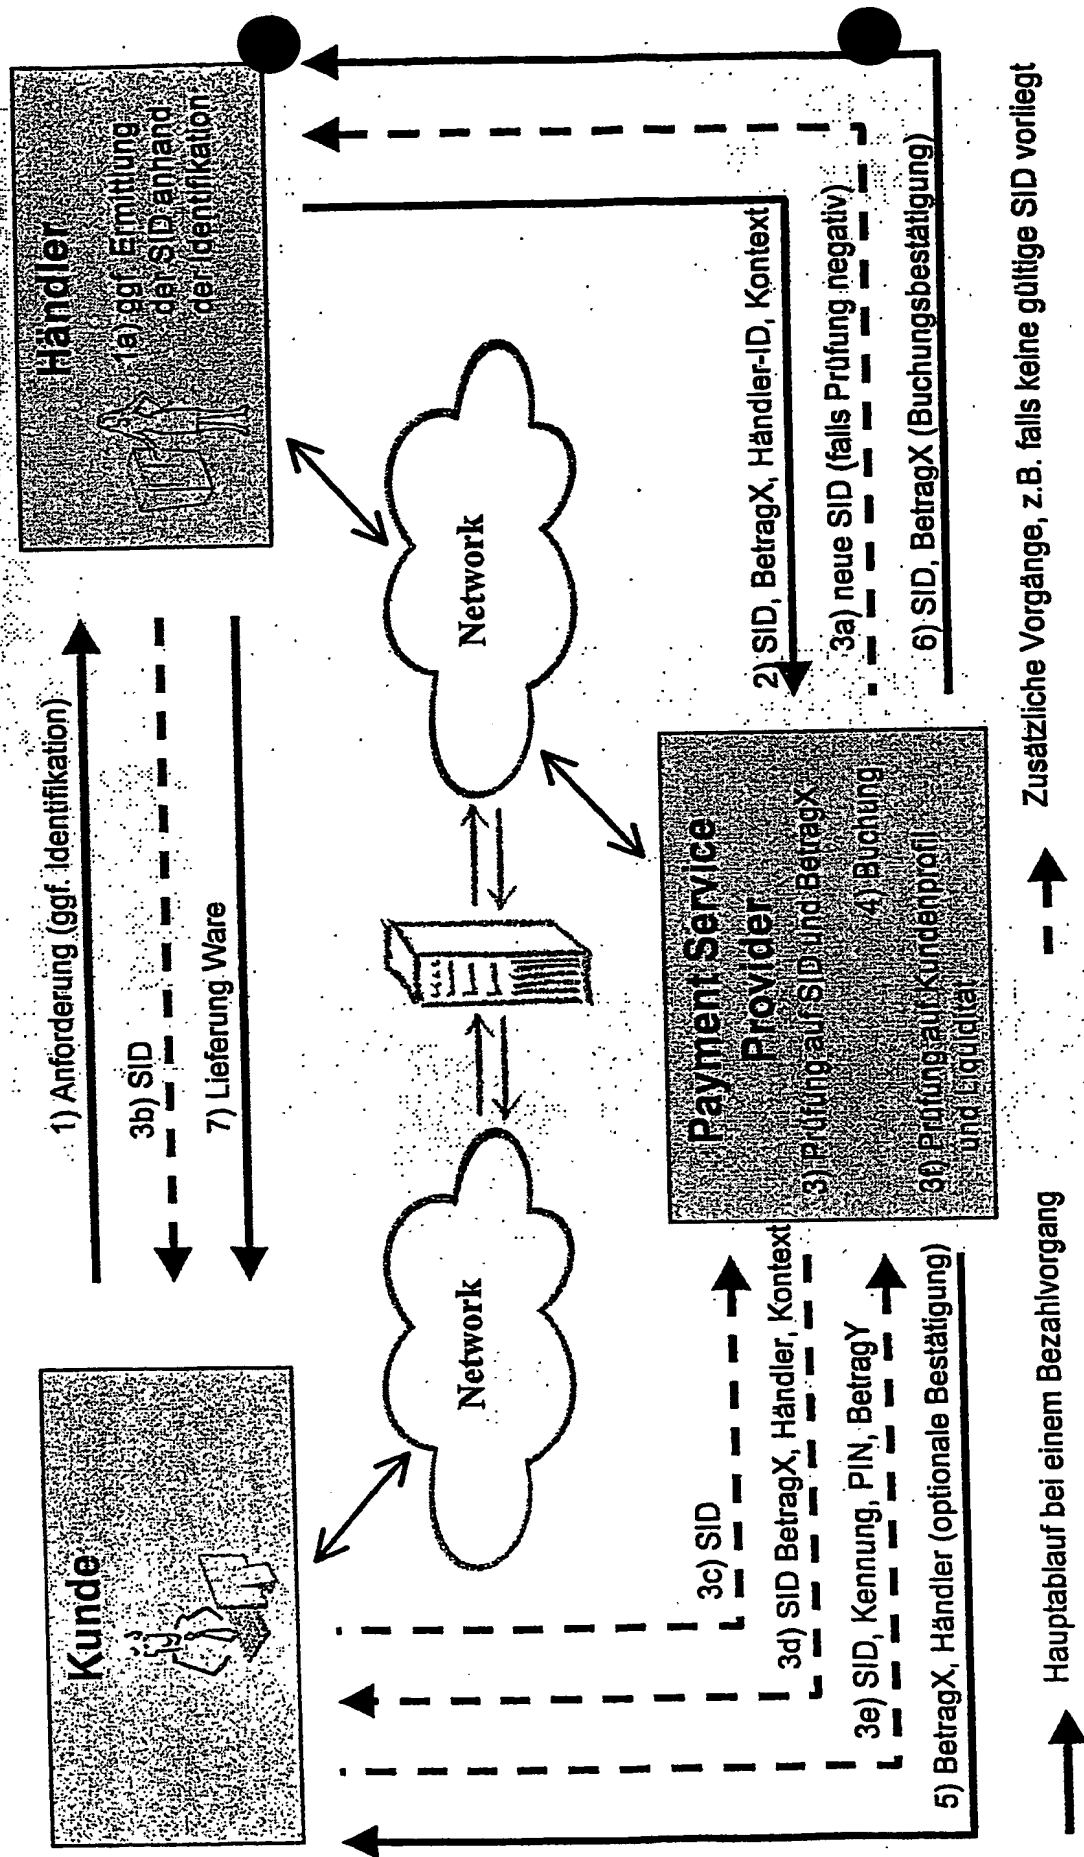 Kunde
Händler
1a) ggf. Ermittlung
der SID anhand
der Identifikation
1) Anforderung (ggf. Identifikation)
3b) SID
7) Lieferung Ware
Network
Network
3c) SID
3d) SID BetragX, Händler, Kontext
3e) SID, Kennung, PIN, BetragY
5) BetragX, Händler (optionale Bestätigung)
Payment Service
Provider
3) Prüfung auf SID und BetragX
4) Buchung
3f) Prüfung auf Kundenprofil
und Liquidität
2) SID, BetragX, Händler-ID, Kontext
3a) neue SID (falls Prüfung negativ)
6) SID, BetragX (Buchungsbestätigung)
Hauptablauf bei einem Bezahlvorgang
Zusätzliche Vorgänge, z.B. falls keine gültige SID vorliegt